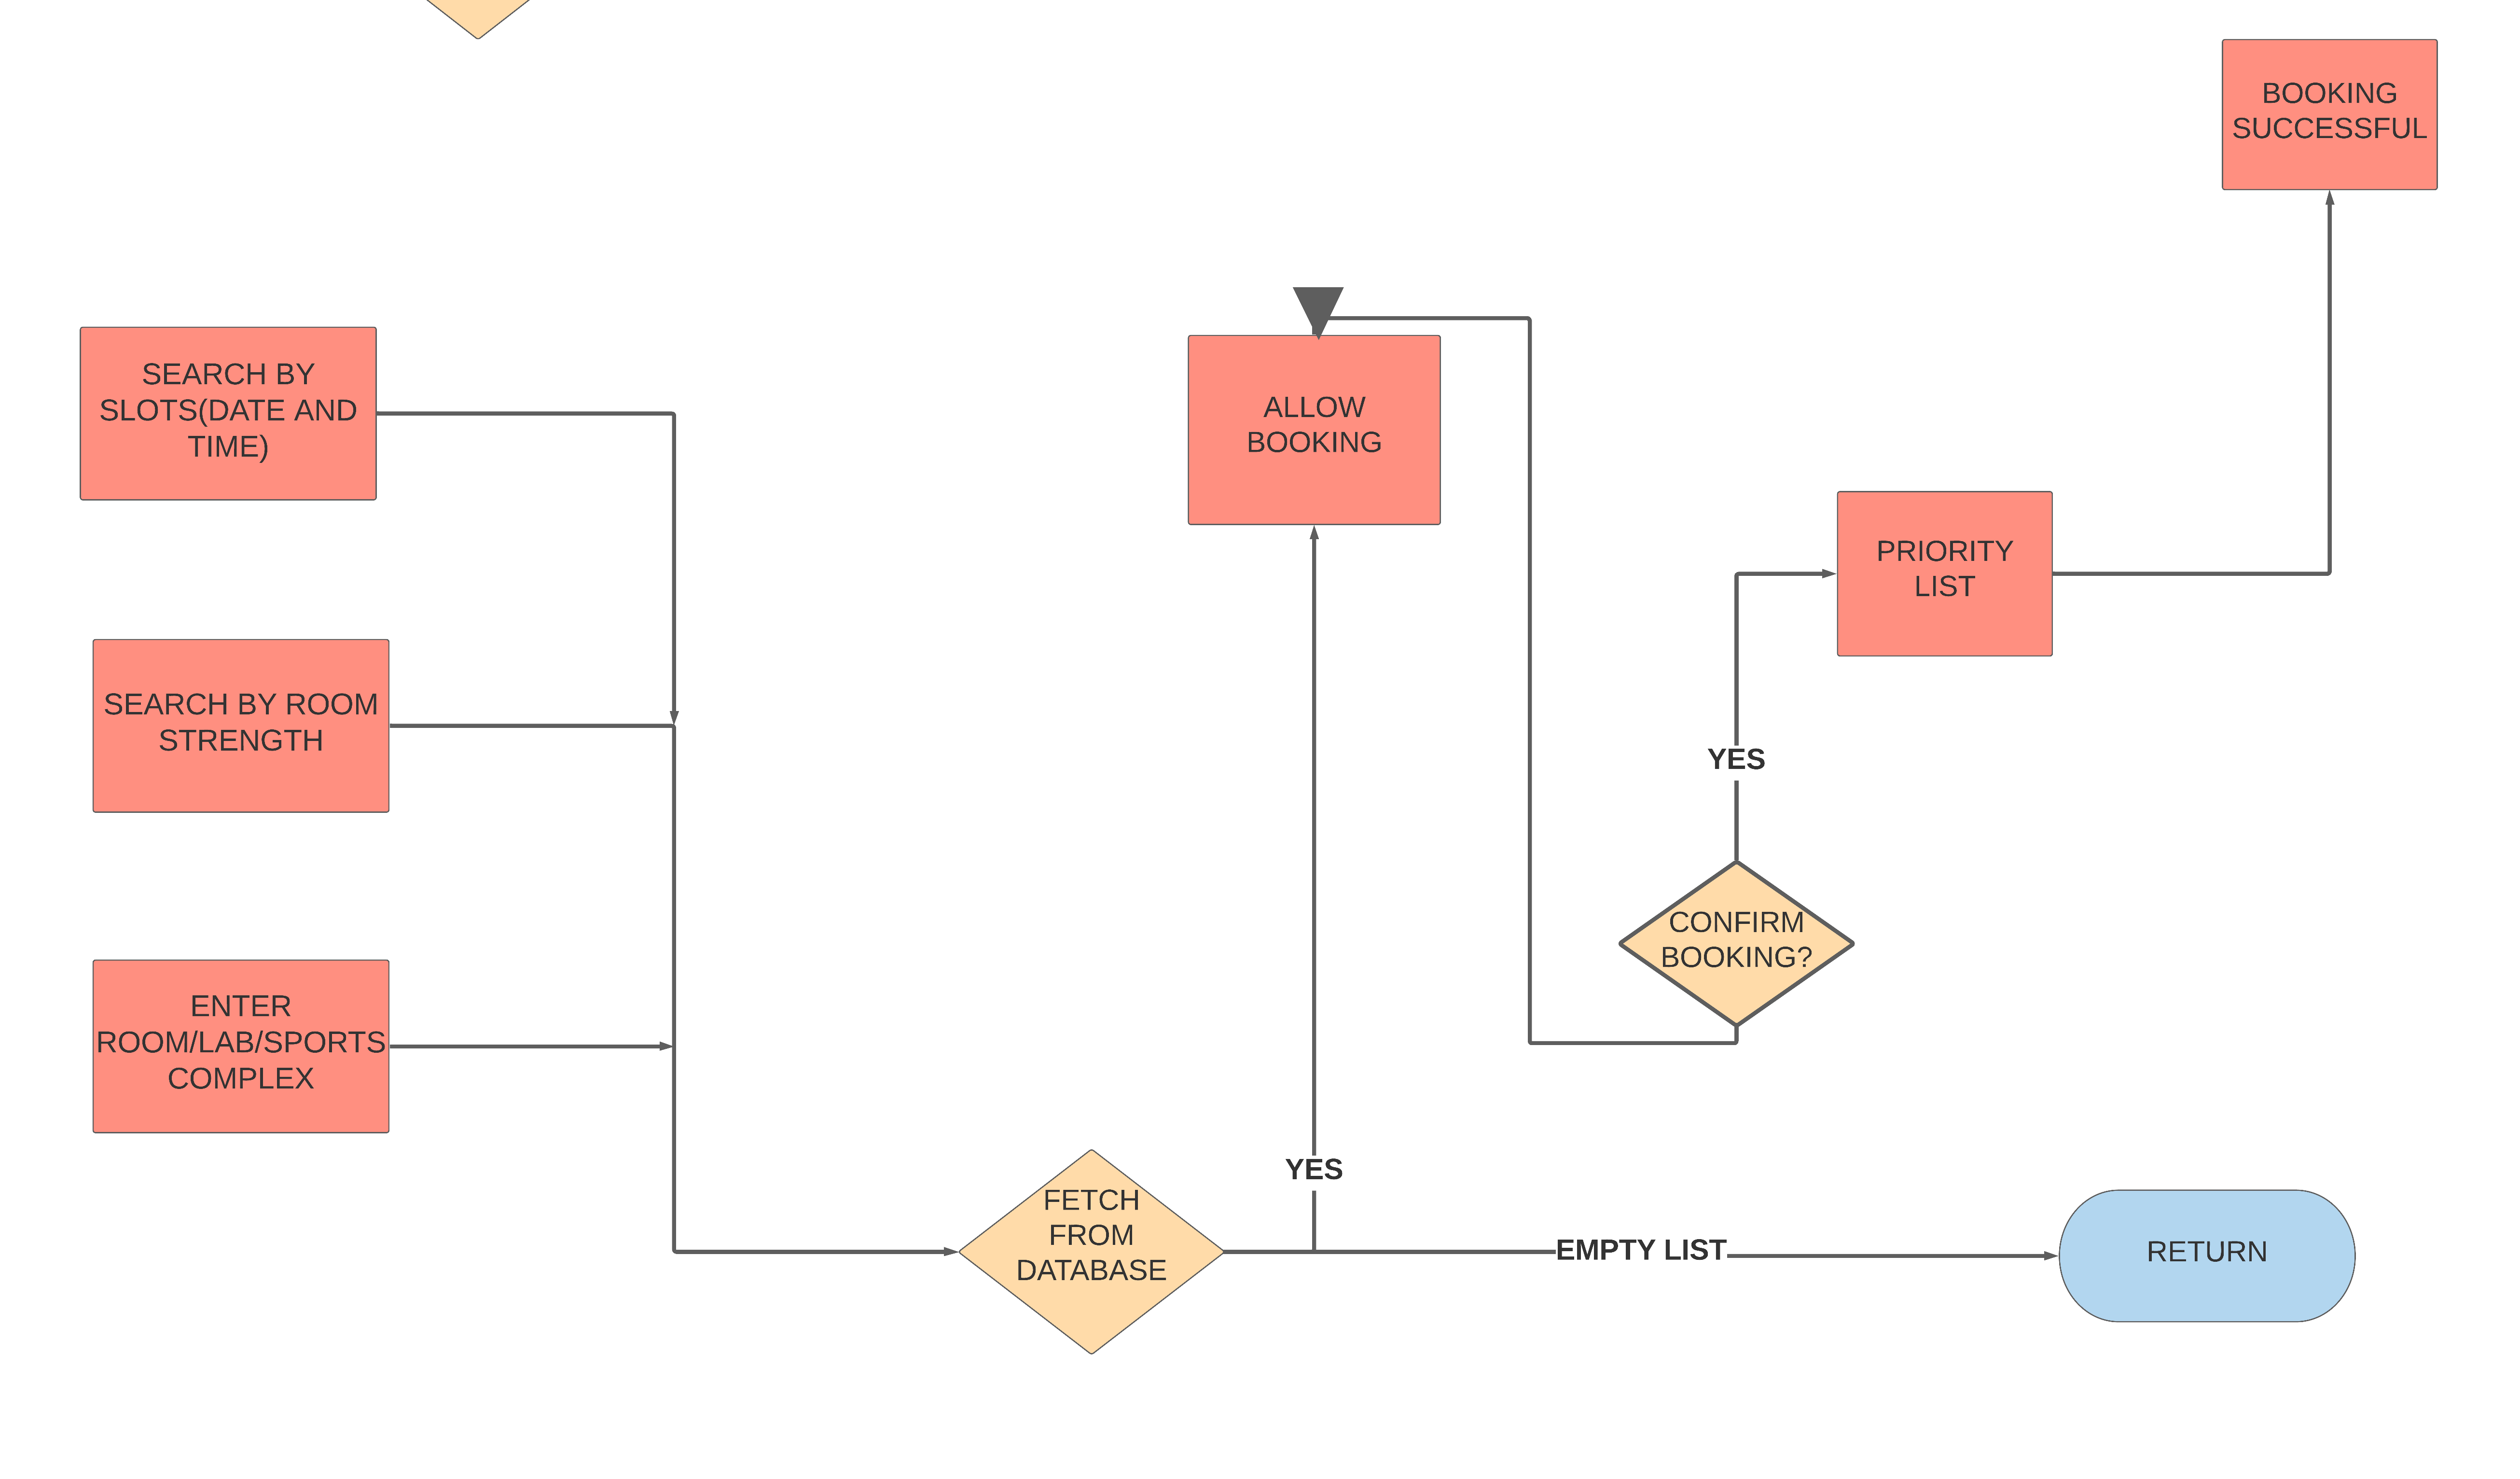 BOOKING
SUCCESSFUL
SEARCH BY
SLOTS(DATE AND
TIME)
ALLOW
BOOKING
PRIORITY
LIST
SEARCH BY ROOM
STRENGTH
YES
CONFIRM
BOOKING?
ENTER
ROOM/LAB/SPORTS
COMPLEX
YES
FETCH
FROM
DATABASE
EMPTY LIST
RETURN